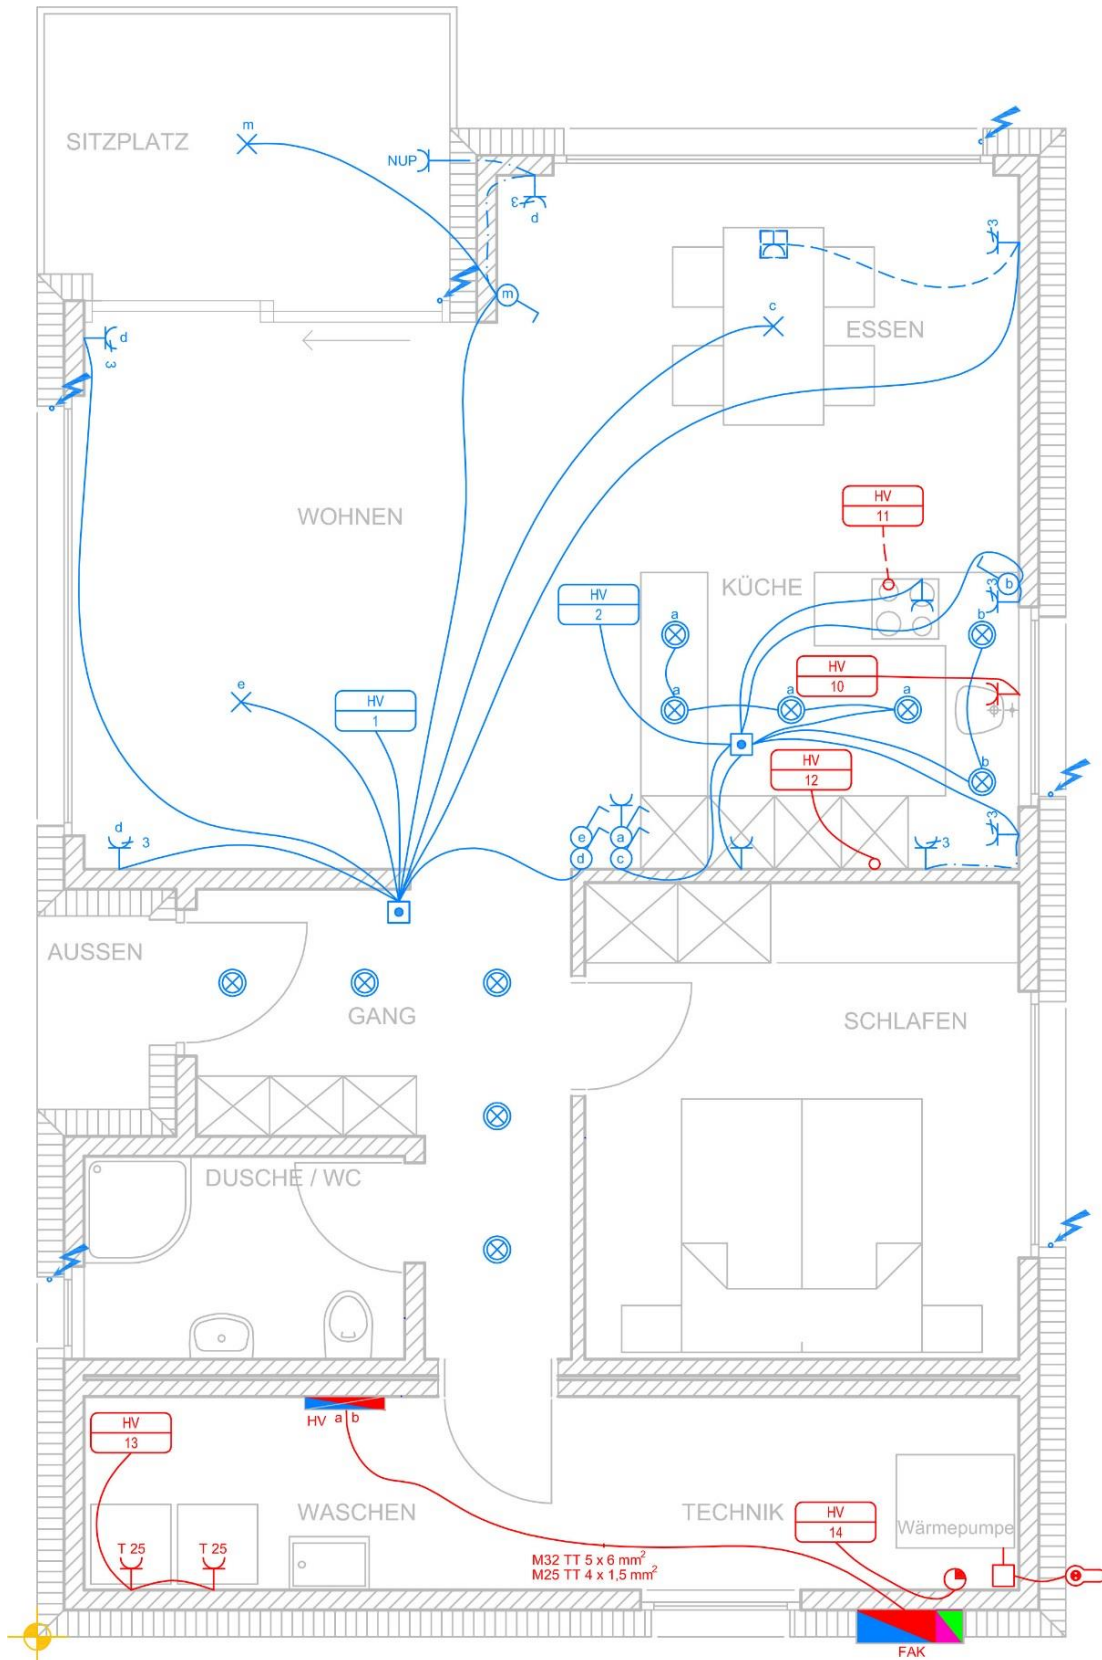 m
SITZPLATZ
NUP
3
d
3
m
c
d
3
ESSEN
WOHNEN
HV
11
KÜCHE
HV
2
3
b
a
b
HV
10
e
HV
1
a
a
a
HV
12
b
d
3
e
a
3
3
d
c
AUSSEN
GANG
SCHLAFEN
DUSCHE / WC
HV a b
HV
13
WASCHEN
TECHNIK
HV
14
Wärmepumpe
T 25
T 25
M32 TT 5 x 6 mm²
M25 TT 4 x 1,5 mm²
FAK